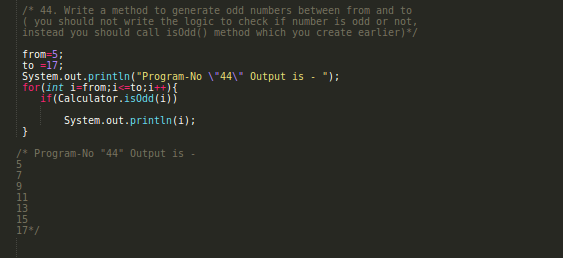 /* 44. Write a method to generate odd numbers between from and to
( you should not write the logic to check if number is odd or not,
instead you should call isOdd() method which you create earlier)*/
from=5;
to =17;
System.out.println("Program-No \"44\" Output is - ");
for(int i=from;i<=to;i++){
if(Calculator.isOdd(i))
System.out.println(i);
}
/* Program-No "44" Output is -
5
7
9
11
13
15
17*/